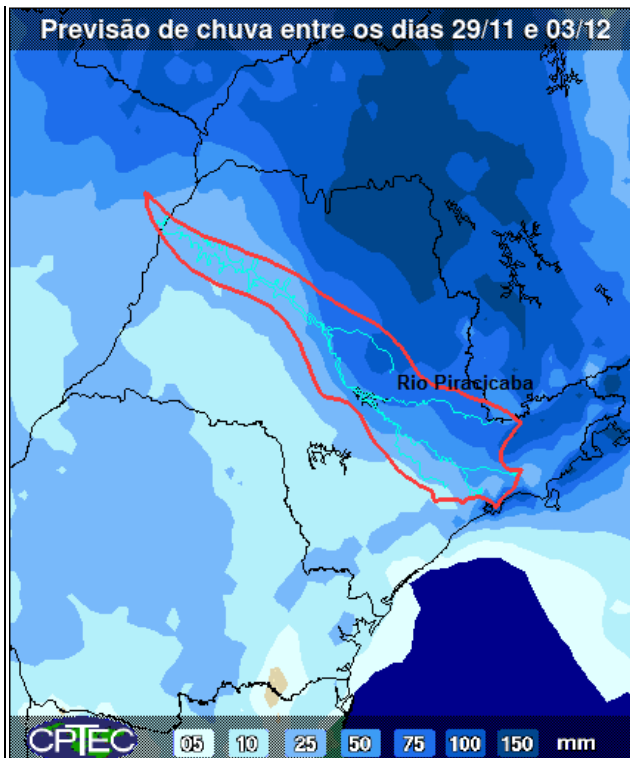 Previsão de chuva entre os dias 29/11 e 03/12
Rio Piracicaba
CPTEC 05 10 25 50 75 100 150 mm